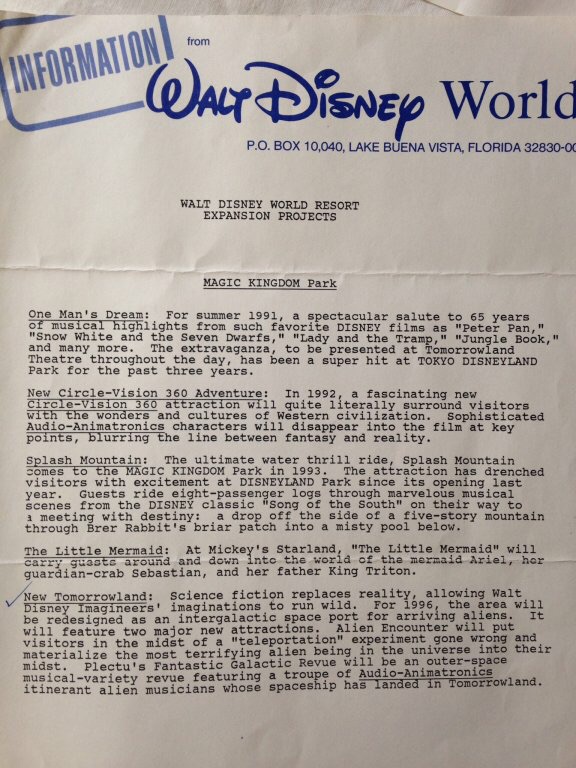 INFORMATION from
WALT DISNEY World
P.O. BOX 10,040, LAKE BUENA VISTA, FLORIDA 32830-00
WALT DISNEY WORLD RESORT
EXPANSION PROJECTS
MAGIC KINGDOM Park
One Man's Dream: For summer 1991, a spectacular salute to 65 years
of musical highlights from such favorite DISNEY films as "Peter Pan,"
"Snow White and the Seven Dwarfs," "Lady and the Tramp," "Jungle Book,"
and many more. The extravaganza, to be presented at Tomorrowland
Theatre throughout the day, has been a super hit at TOKYO DISNEYLAND
Park for the past three years.
New Circle-Vision 360 Adventure: In 1992, a fascinating new
Circle-Vision 360 attraction will quite literally surround visitors
with the wonders and cultures of Western civilization. Sophisticated
Audio-Animatronics characters will disappear into the film at key
points, blurring the line between fantasy and reality.
Splash Mountain: The ultimate water thrill ride, Splash Mountain
comes to the MAGIC KINGDOM Park in 1993. The attraction has drenched
visitors with excitement at DISNEYLAND Park since its opening last
year. Guests ride eight-passenger logs through marvelous musical
scenes from the DISNEY classic "Song of the South" on their way to
a meeting with destiny: a drop off the side of a five-story mountain
through Brer Rabbit's briar patch into a misty pool below.
The Little Mermaid: At Mickey's Starland, "The Little Mermaid" will
carry guests around and down into the world of the mermaid Ariel, her
guardian-crab Sebastian, and her father King Triton.
New Tomorrowland: Science fiction replaces reality, allowing Walt
Disney Imagineers' imaginations to run wild. For 1996, the area will
be redesigned as an intergalactic space port for arriving aliens. It
will feature two major new attractions. Alien Encounter will put
visitors in the midst of a "teleportation" experiment gone wrong and
materialize the most terrifying alien being in the universe into their
midst. Plectu's Fantastic Galactic Revue will be an outer-space
musical-variety revue featuring a troupe of Audio-Animatronics
itinerant alien musicians whose spaceship has landed in Tomorrowland.